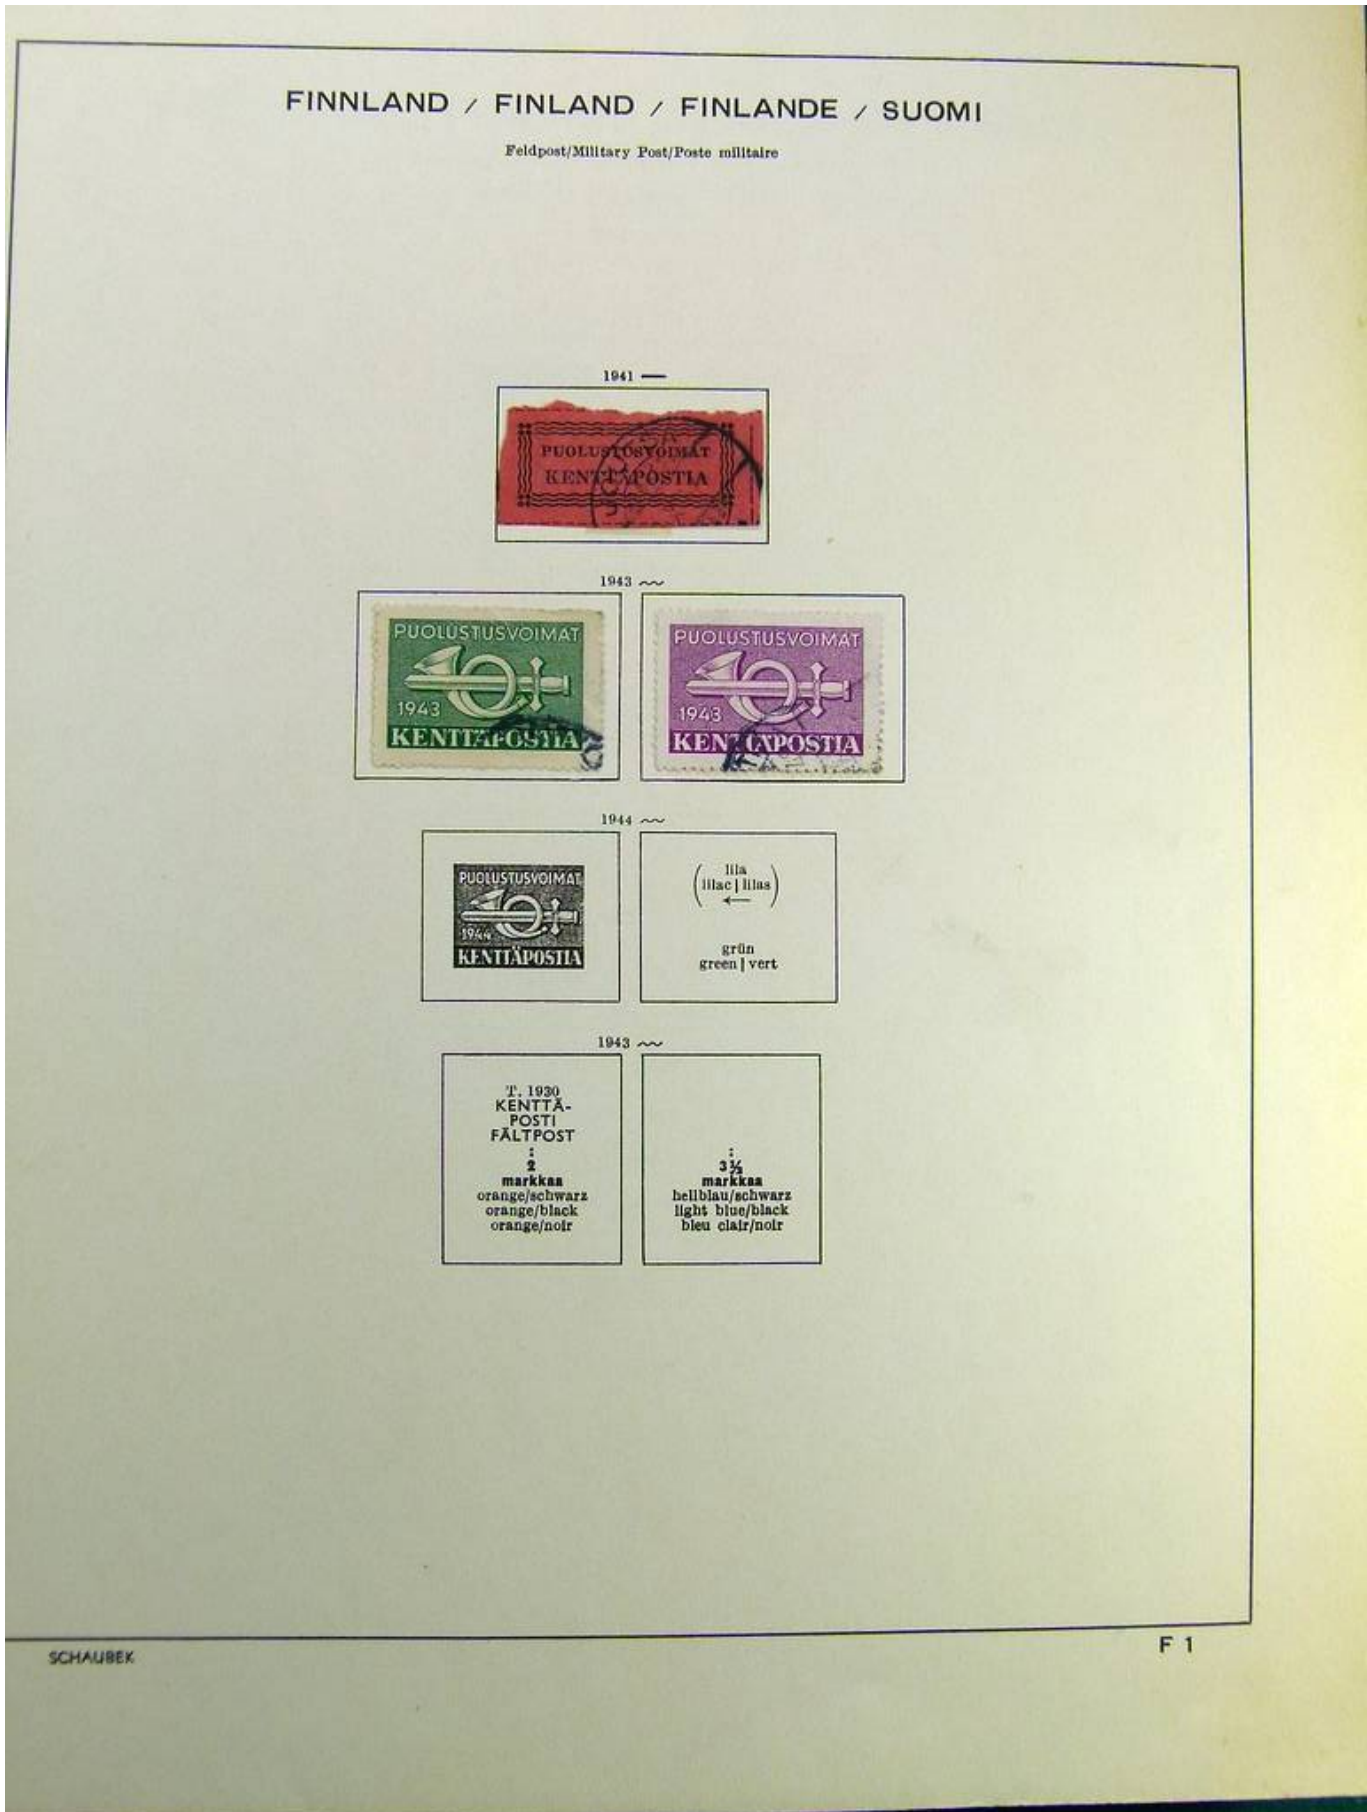 FINNLAND / FINLAND / FINLANDE / SUOMI
Feldpost/Military Post/Poste militaire
1941 —
PUOLUSTUSVOIMAT
KENTTÄPOSTIA
1943 ~~
PUOLUSTUSVOIMAT
1943
KENTTÄPOSTIA
PUOLUSTUSVOIMAT
1943
KENTTÄPOSTIA
1944 ~~
PUOLUSTUSVOIMAT
1944
KENTTÄPOSTIA
lila
lilac | lilas
←
grün
green | vert
1943 ~~
T. 1930
KENTTÄ-
POSTI
FÄLTPOST
:
2
markkaa
orange/schwarz
orange/black
orange/noir
:
3½
markkaa
hellblau/schwarz
light blue/black
bleu clair/noir
SCHAUBEK
F 1